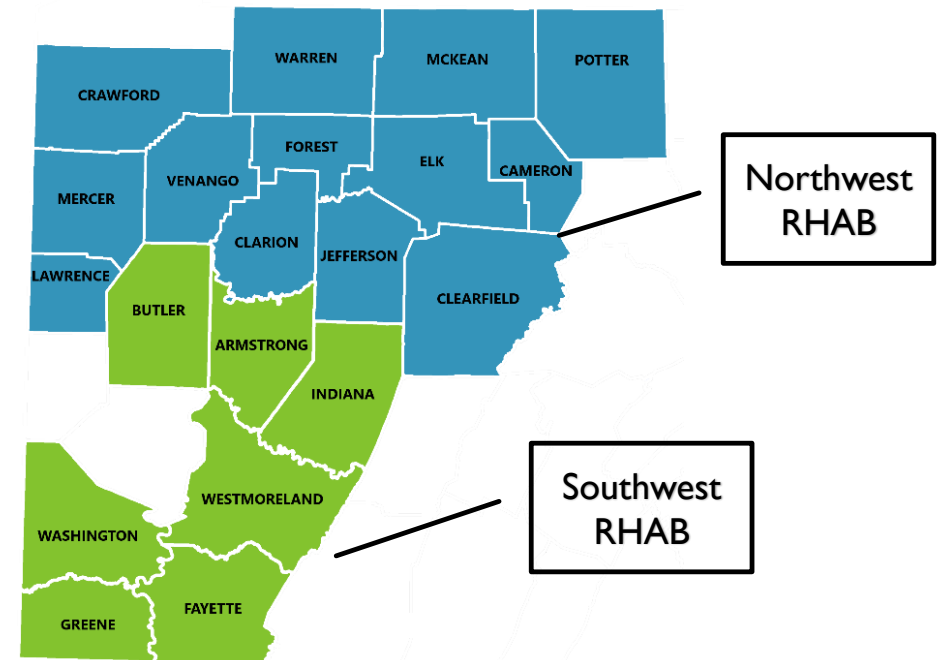 WARREN
MCKEAN
POTTER
CRAWFORD
FOREST
ELK
CAMERON
VENANGO
MERCER
CLARION
JEFFERSON
LAWRENCE
CLEARFIELD
BUTLER
ARMSTRONG
INDIANA
WESTMORELAND
WASHINGTON
FAYETTE
GREENE
Northwest
RHAB
Southwest
RHAB